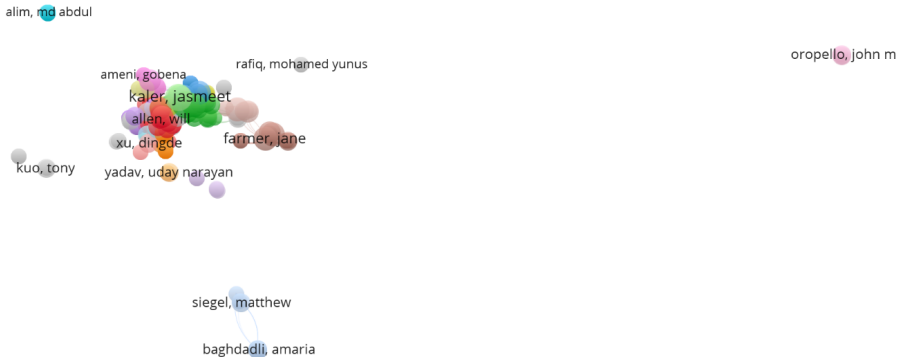 alim, md abdul
oropello, john m
rafiq, mohamed yunus
ameni, gobena
kaler, jasmeet
allen, will
farmer, jane
xu, dingde
kuo, tony
yadav, uday narayan
siegel, matthew
baghdadli, amaria